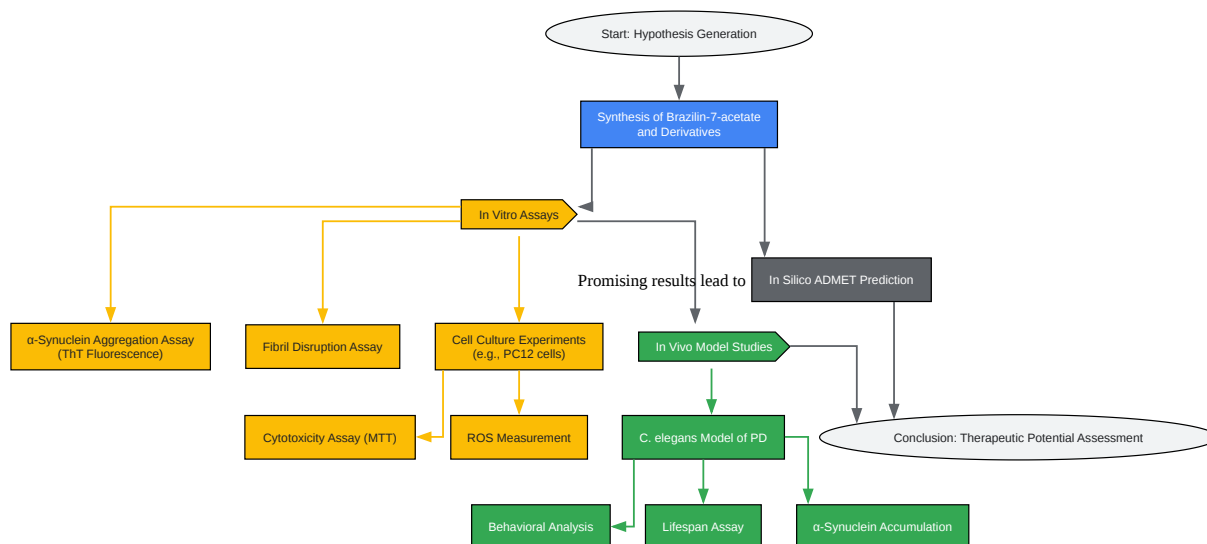 Start: Hypothesis Generation
Synthesis of Brazilin-7-acetate
and Derivatives
In Vitro Assays
Promising results lead to
In Silico ADMET Prediction
α-Synuclein Aggregation Assay
(ThT Fluorescence)
Fibril Disruption Assay
Cell Culture Experiments
(e.g., PC12 cells)
In Vivo Model Studies
Cytotoxicity Assay (MTT)
ROS Measurement
C. elegans Model of PD
Conclusion: Therapeutic Potential Assessment
Behavioral Analysis
Lifespan Assay
α-Synuclein Accumulation